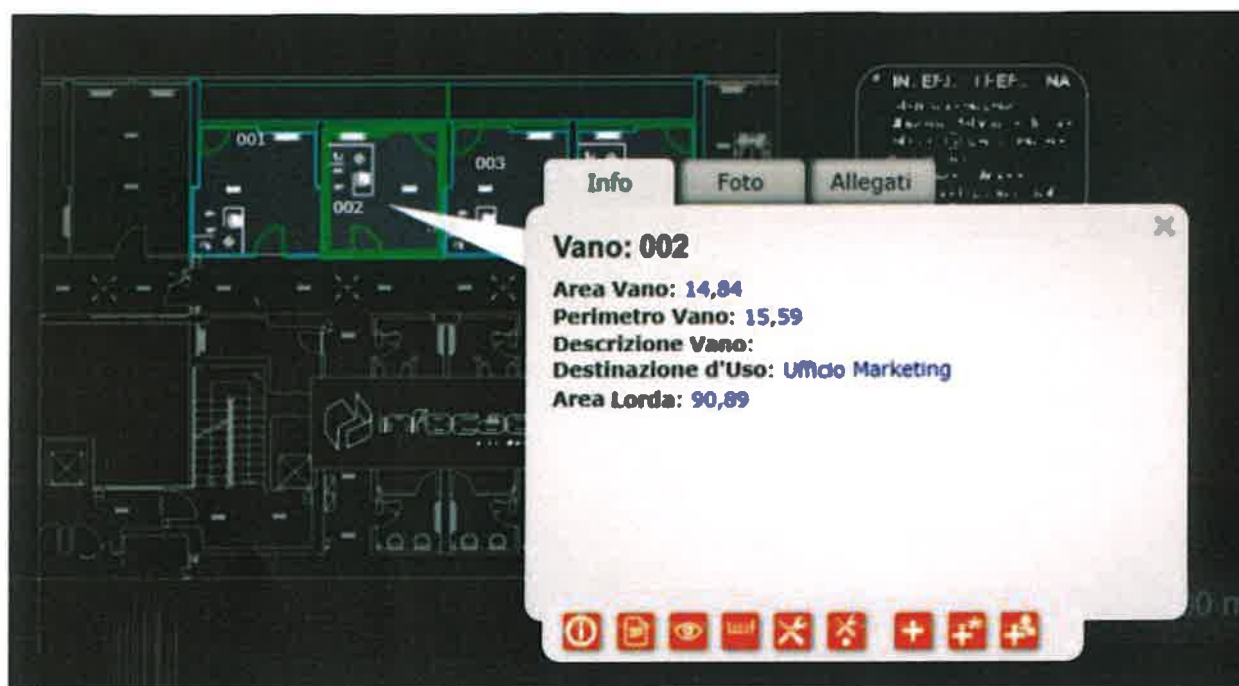 001
003
002
Info
Foto
Allegati
Vano: 002
Area Vano: 14,84
Perimetro Vano: 15,59
Descrizione Vano:
Destinazione d'Uso: Ufficio Marketing
Area Lorda: 90,89